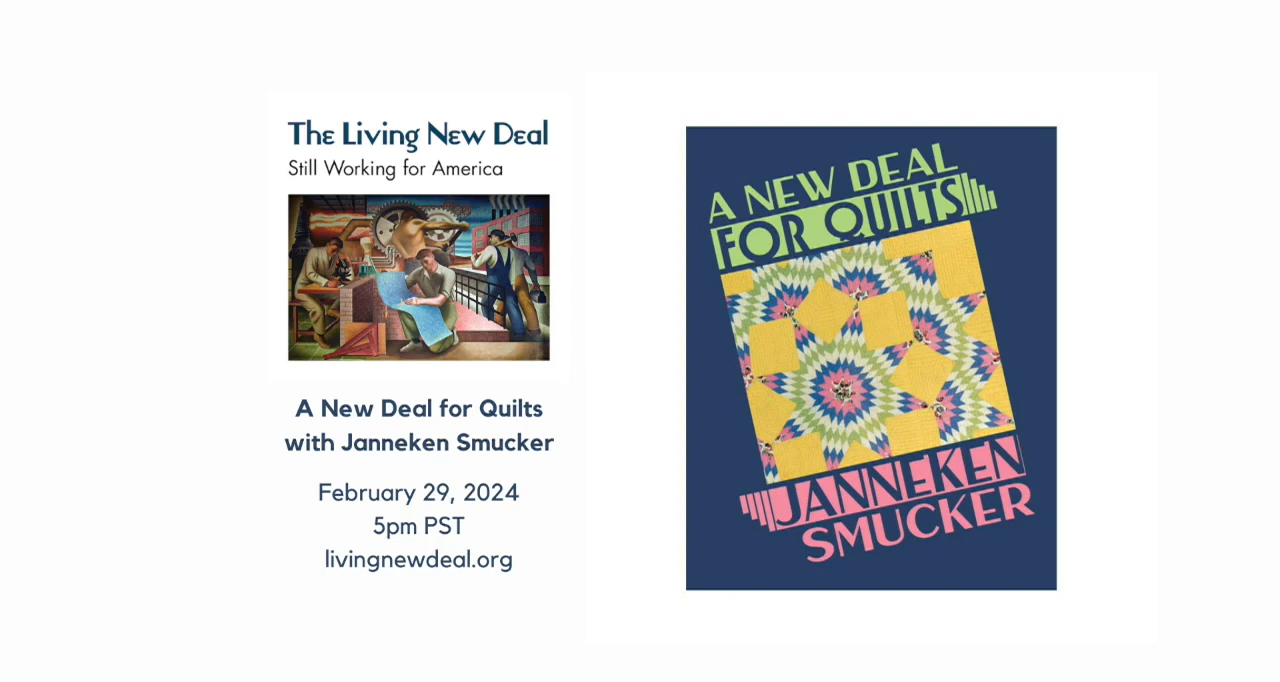 The Living New Deal
Still Working for America
A New Deal for Quilts
with Janneken Smucker
February 29, 2024
5pm PST
livingnewdeal.org
A NEW DEAL
FOR QUILTS
JANNEKEN
SMUCKER